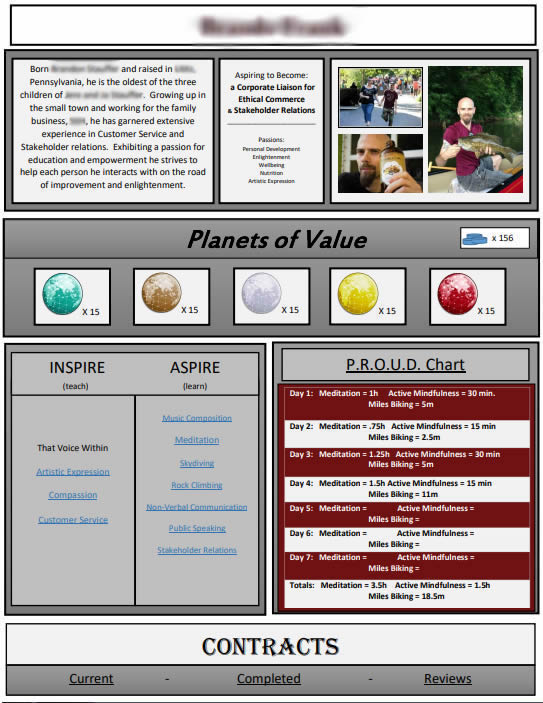 Born and raised in
Pennsylvania, he is the oldest of the three
children of Growing up in
the small town and working for the family
business, , he has garnered extensive
experience in Customer Service and
Stakeholder relations. Exhibiting a passion for
education and empowerment he strives to
help each person he interacts with on the road
of improvement and enlightenment.
Aspiring to Become:
a Corporate Liaison for
Ethical Commerce
& Stakeholder Relations
Passions:
Personal Development
Enlightenment
Wellbeing
Nutrition
Artistic Expression
Planets of Value
x 156
X 15
X 15
X 15
X 15
X 15
INSPIRE
(teach)
That Voice Within
Artistic Expression
Compassion
Customer Service
ASPIRE
(learn)
Music Composition
Meditation
Skydiving
Rock Climbing
Non-Verbal Communication
Public Speaking
Stakeholder Relations
P.R.O.U.D. Chart
Day 1: Meditation = 1h Active Mindfulness = 30 min.
Miles Biking = 5m
Day 2: Meditation = .75h Active Mindfulness = 15 min
Miles Biking = 2.5m
Day 3: Meditation = 1.25h Active Mindfulness = 30 min
Miles Biking = 5m
Day 4: Meditation = 1.5h Active Mindfulness = 15 min
Miles Biking = 11m
Day 5: Meditation = Active Mindfulness =
Miles Biking =
Day 6: Meditation = Active Mindfulness =
Miles Biking =
Day 7: Meditation = Active Mindfulness =
Miles Biking =
Totals: Meditation = 3.5h Active Mindfulness = 1.5h
Miles Biking = 18.5m
CONTRACTS
Current - Completed - Reviews